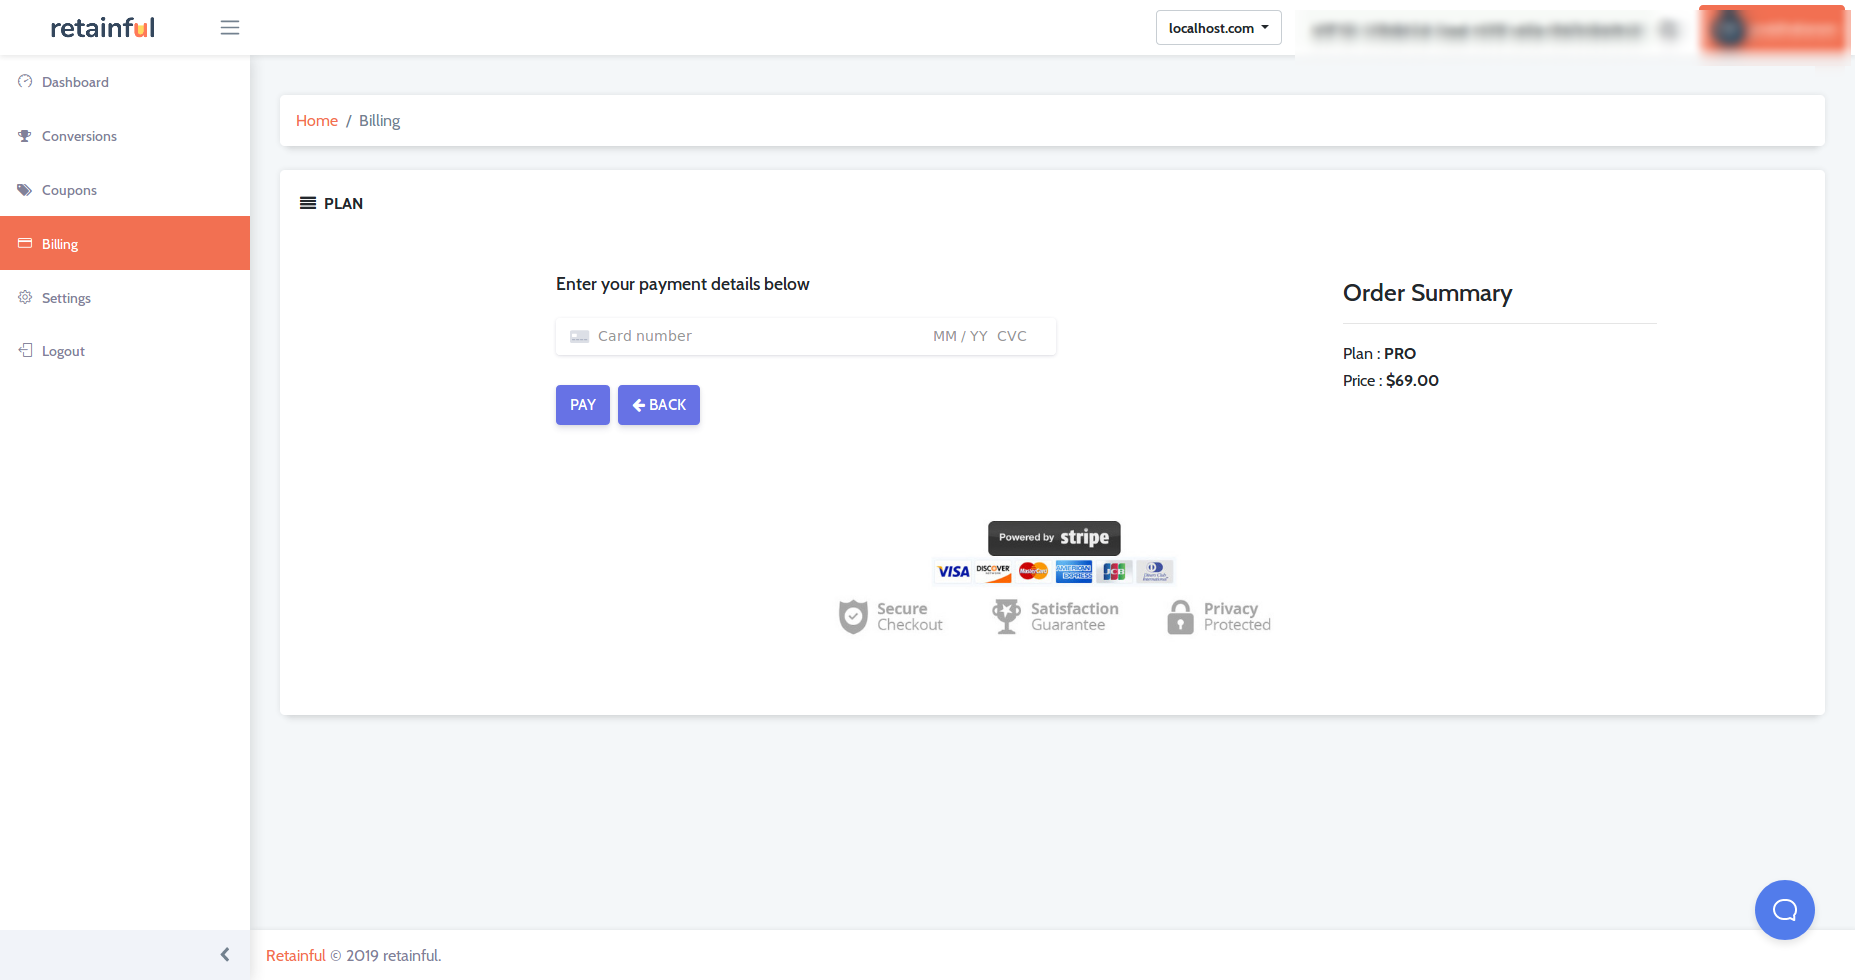 retainful
localhost.com
Dashboard
Conversions
Coupons
Billing
Settings
Logout
Home / Billing
PLAN
Enter your payment details below
Card number MM / YY CVC
PAY BACK
Order Summary
Plan : PRO
Price : $69.00
Powered by stripe
VISA DISCOVER MasterCard AMERICAN EXPRESS JCB Diners Club International
Secure Checkout
Satisfaction Guarantee
Privacy Protected
Retainful © 2019 retainful.